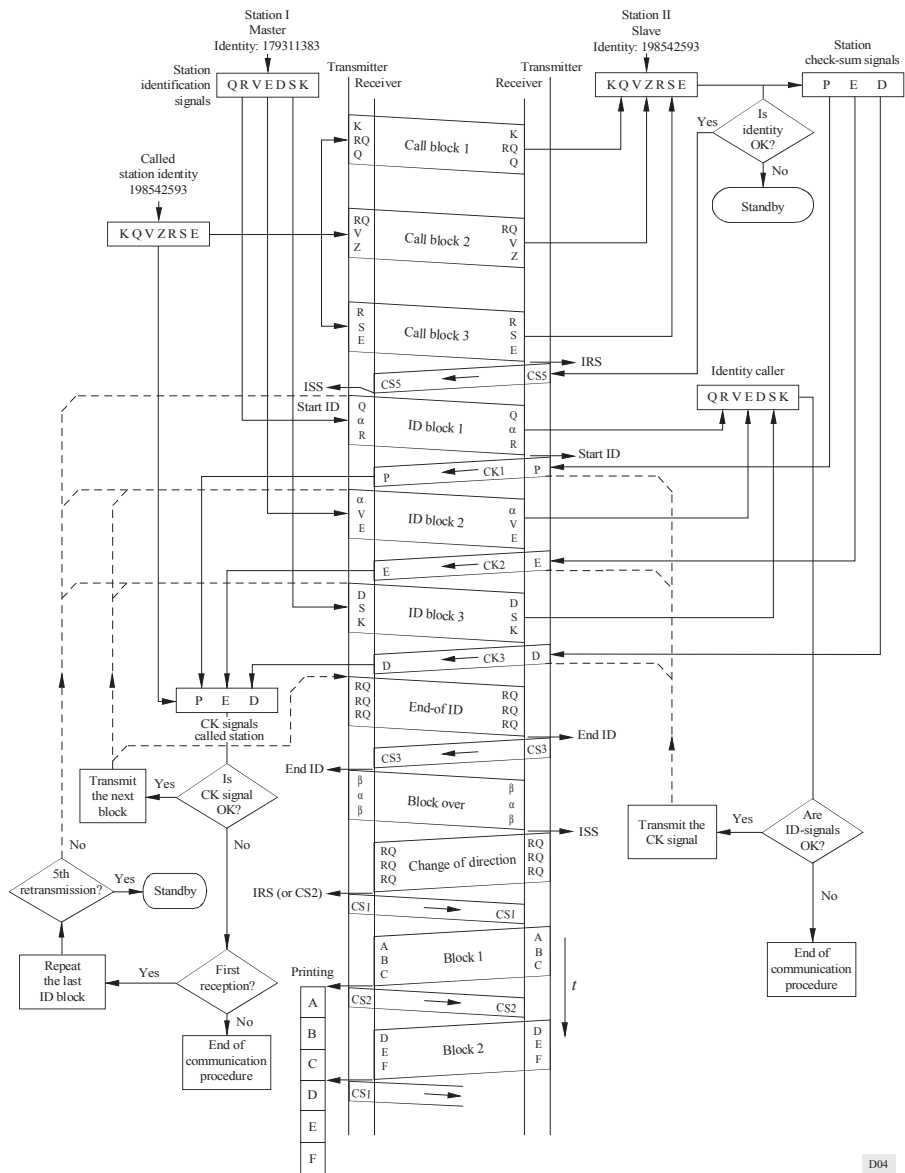 Station I
Master
Identity: 179311383
Station
identification
signals
Q R V E D S K
Transmitter
Receiver
Station II
Slave
Identity: 198542593
Transmitter
Receiver
K Q V Z R S E
Station
check-sum signals
P E D
Yes
Is
identity
OK?
No
Standby
Called
station identity
198542593
K Q V Z R S E
K
RQ
Q
Call block 1
K
RQ
Q
RQ
V
Z
Call block 2
RQ
V
Z
R
S
E
Call block 3
R
S
E
IRS
ISS
CS5
CS5
Identity caller
Q R V E D S K
Start ID
Q
α
R
ID block 1
Q
α
R
Start ID
P
CK1
P
α
V
E
ID block 2
α
V
E
E
CK2
E
D
S
K
ID block 3
D
S
K
D
CK3
D
P E D
CK signals
called station
RQ
RQ
RQ
End-of ID
RQ
RQ
RQ
End ID
CS3
CS3
End ID
β
α
β
Block over
β
α
β
ISS
Transmit
the next
block
Yes
Is
CK signal
OK?
No
Transmit the
CK signal
Yes
Are
ID-signals
OK?
No
RQ
RQ
RQ
Change of direction
RQ
RQ
RQ
No
5th
retransmission?
Yes
Standby
IRS (or CS2)
CS1
CS1
A
B
C
Block 1
A
B
C
t
End of
communication
procedure
Repeat
the last
ID block
Yes
First
reception?
No
End of
communication
procedure
Printing
CS2
CS2
D
E
F
Block 2
D
E
F
CS1
A
B
C
D
E
F
D04